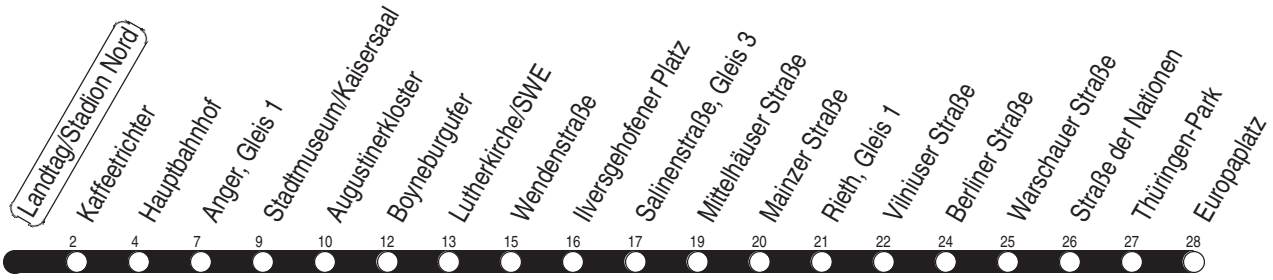 Landtag/Stadion Nord
Kaffeetrichter
Hauptbahnhof
Anger, Gleis 1
Stadtmuseum/Kaisersaal
Augustinerkloster
Boyneburgufer
Lutherkirche/SWE
Wendenstraße
Ilversgehofener Platz
Salinenstraße, Gleis 3
Mittelhäuser Straße
Mainzer Straße
Rieth, Gleis 1
Vilniuser Straße
Berliner Straße
Warschauer Straße
Straße der Nationen
Thüringen-Park
Europaplatz
2 4 7 9 10 12 13 15 16 17 19 20 21 22 24 25 26 27 28